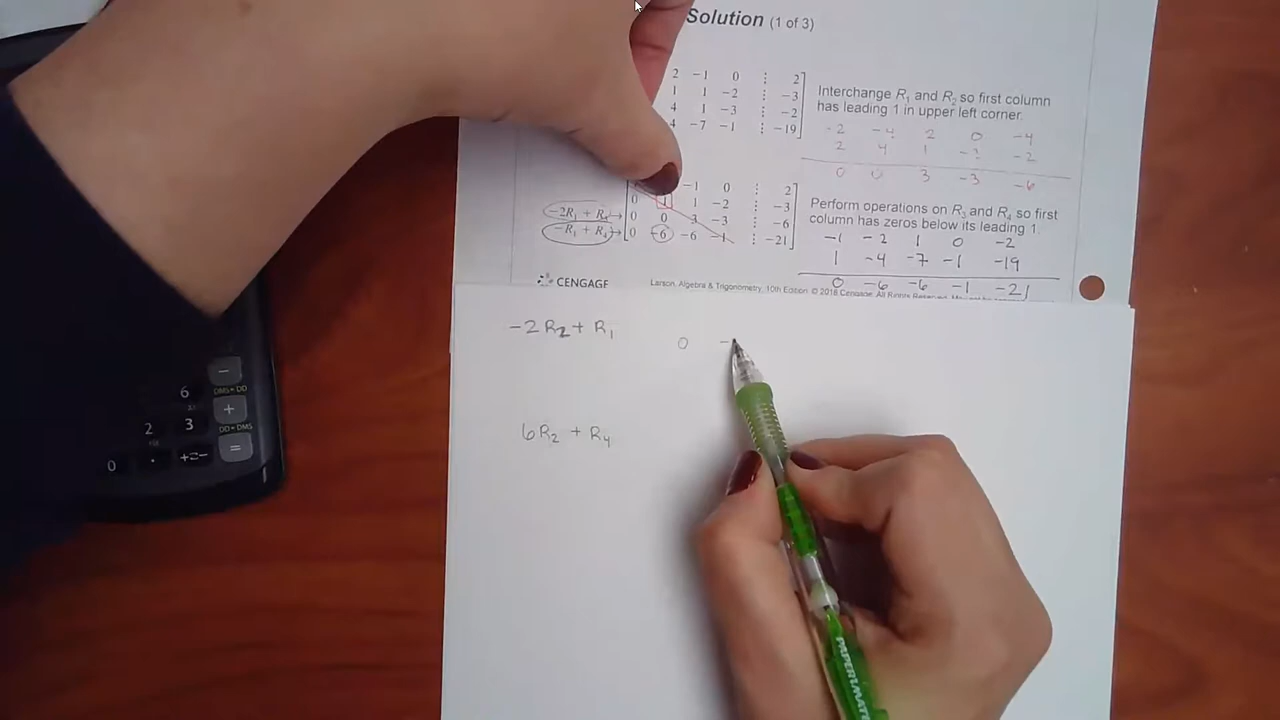 Solution (1 of 3)
2 -1 0 ⋮ 2
1 1 -2 ⋮ -3
4 1 -3 ⋮ -2
4 -7 -1 ⋮ -19
Interchange R₁ and R₂ so first column
has leading 1 in upper left corner.
-2 -4 2 0 -4
2 4 1 -3 -2
0 0 3 -3 -6
-1 0 ⋮ 2
0 1 1 -2 ⋮ -3
-2R₁ + R₃ → 0 0 3 -3 ⋮ -6
-R₁ + R₄ → 0 -6 -6 -1 ⋮ -21
Perform operations on R₃ and R₄ so first
column has zeros below its leading 1.
-1 -2 1 0 -2
1 -4 -7 -1 -19
0 -6 -6 -1 -21
CENGAGE
Larson, Algebra & Trigonometry, 10th Edition. © 2018 Cengage. All Rights Reserved.
-2R₂ + R₁
0 -
6R₂ + R₄
6
DMS►DD
2 3 +
DD►DMS
0 . +⇄- =
PAPERMATE